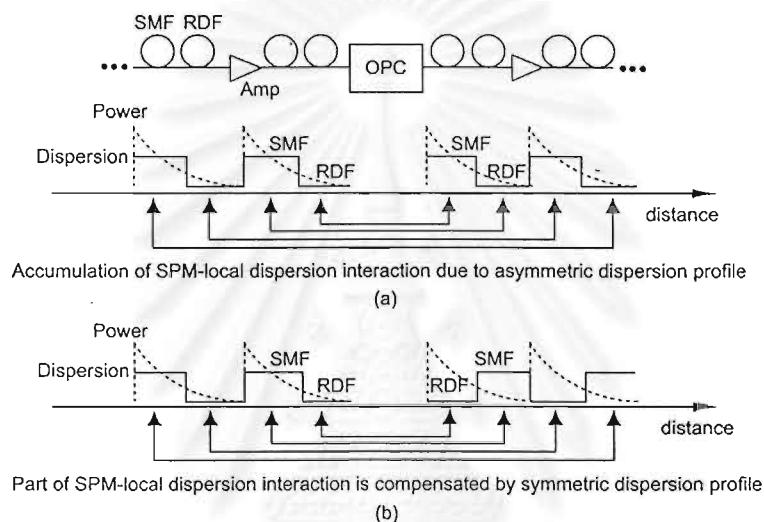 SMF RDF
••• OPC •••
Amp
Power
SMF SMF
Dispersion
RDF RDF
distance
Accumulation of SPM-local dispersion interaction due to asymmetric dispersion profile
(a)
Power
SMF SMF
Dispersion
RDF RDF
distance
Part of SPM-local dispersion interaction is compensated by symmetric dispersion profile
(b)